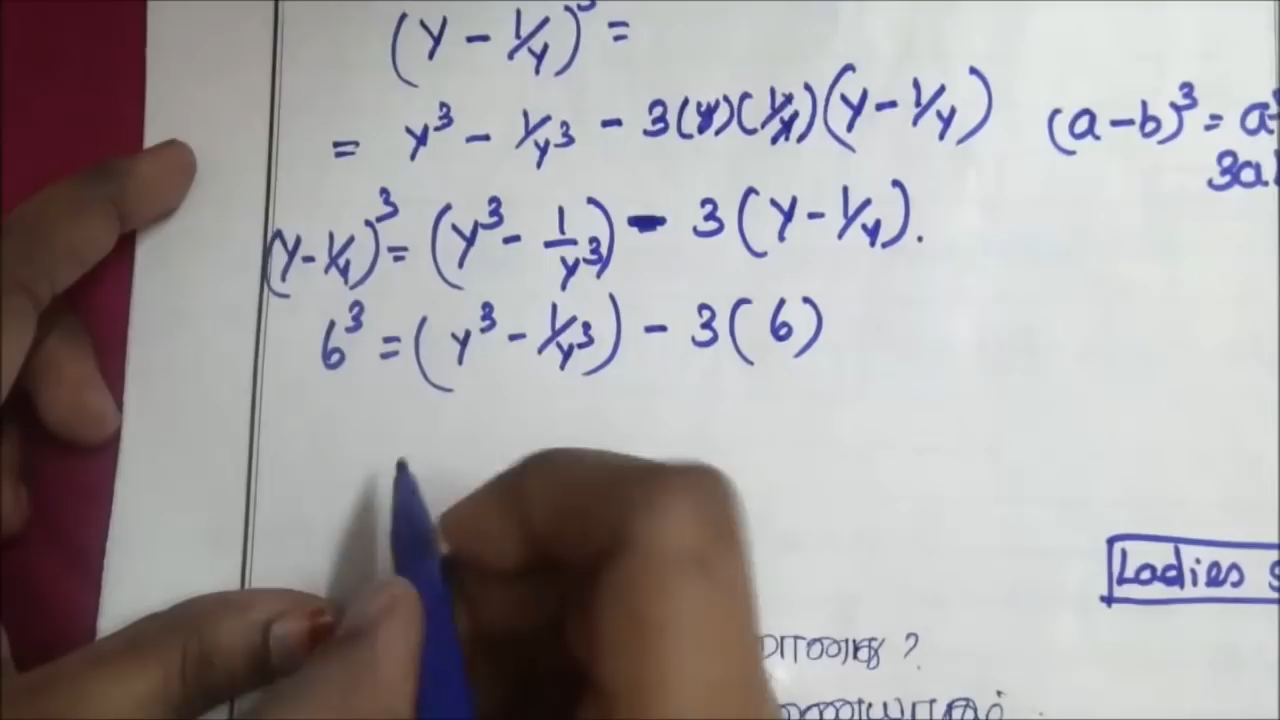 (y - 1/y)³ =
= y³ - 1/y³ - 3(y)(1/y)(y - 1/y)
(a-b)³ = a³
3a
(y - 1/y)³ = (y³ - 1/y³) - 3(y - 1/y).
6³ = (y³ - 1/y³) - 3(6)
Ladies
?